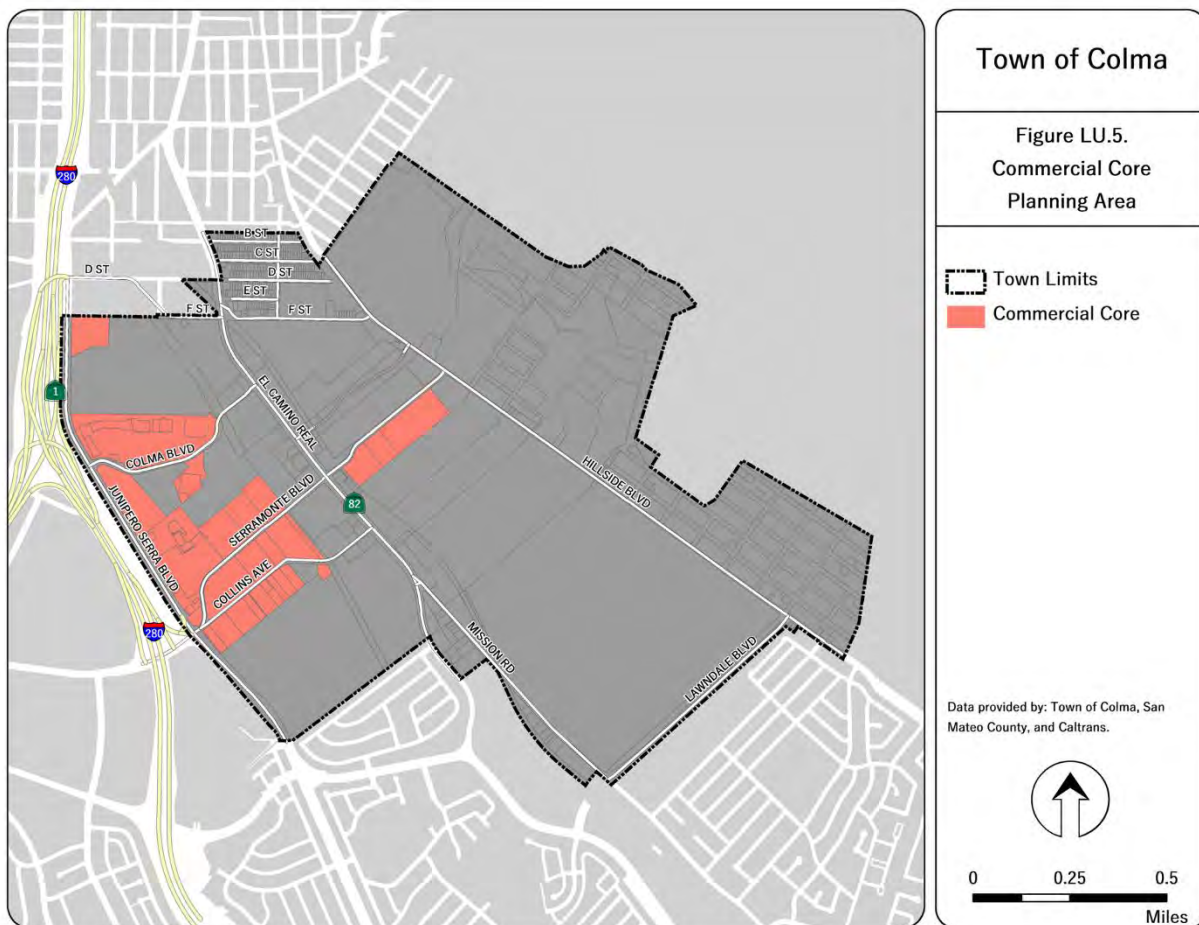 Town of Colma
Figure LU.5.
Commercial Core
Planning Area
Town Limits
Commercial Core
Data provided by: Town of Colma, San
Mateo County, and Caltrans.
0 0.25 0.5
Miles
280
B ST
C ST
D ST
D ST
E ST
F ST
F ST
1
EL CAMINO REAL
COLMA BLVD
HILLSIDE BLVD
SERRAMONTE BLVD
JUNIPERO SERRA BLVD
82
COLLINS AVE
280
MISSION RD
LAWNDALE BLVD